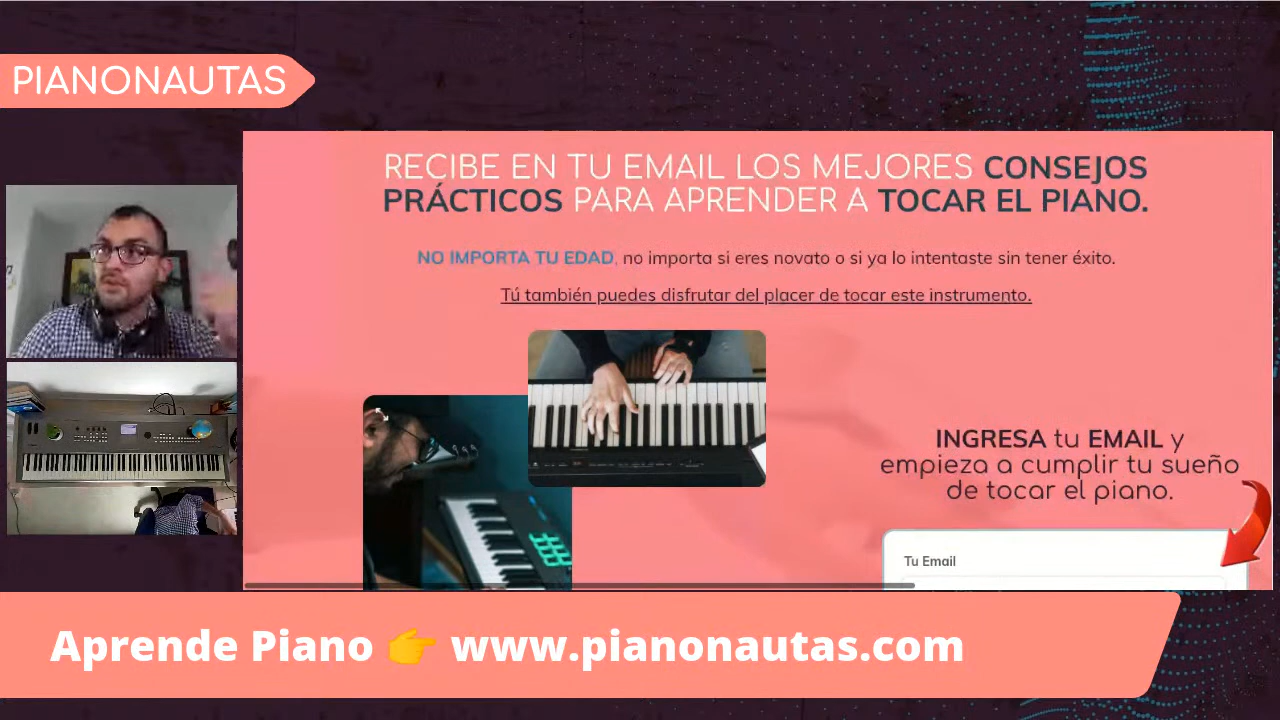 PIANONAUTAS
RECIBE EN TU EMAIL LOS MEJORES CONSEJOS
PRÁCTICOS PARA APRENDER A TOCAR EL PIANO.
NO IMPORTA TU EDAD, no importa si eres novato o si ya lo intentaste sin tener éxito.
Tú también puedes disfrutar del placer de tocar este instrumento.
INGRESA tu EMAIL y
empieza a cumplir tu sueño
de tocar el piano.
Tu Email
Aprende Piano 👉 www.pianonautas.com